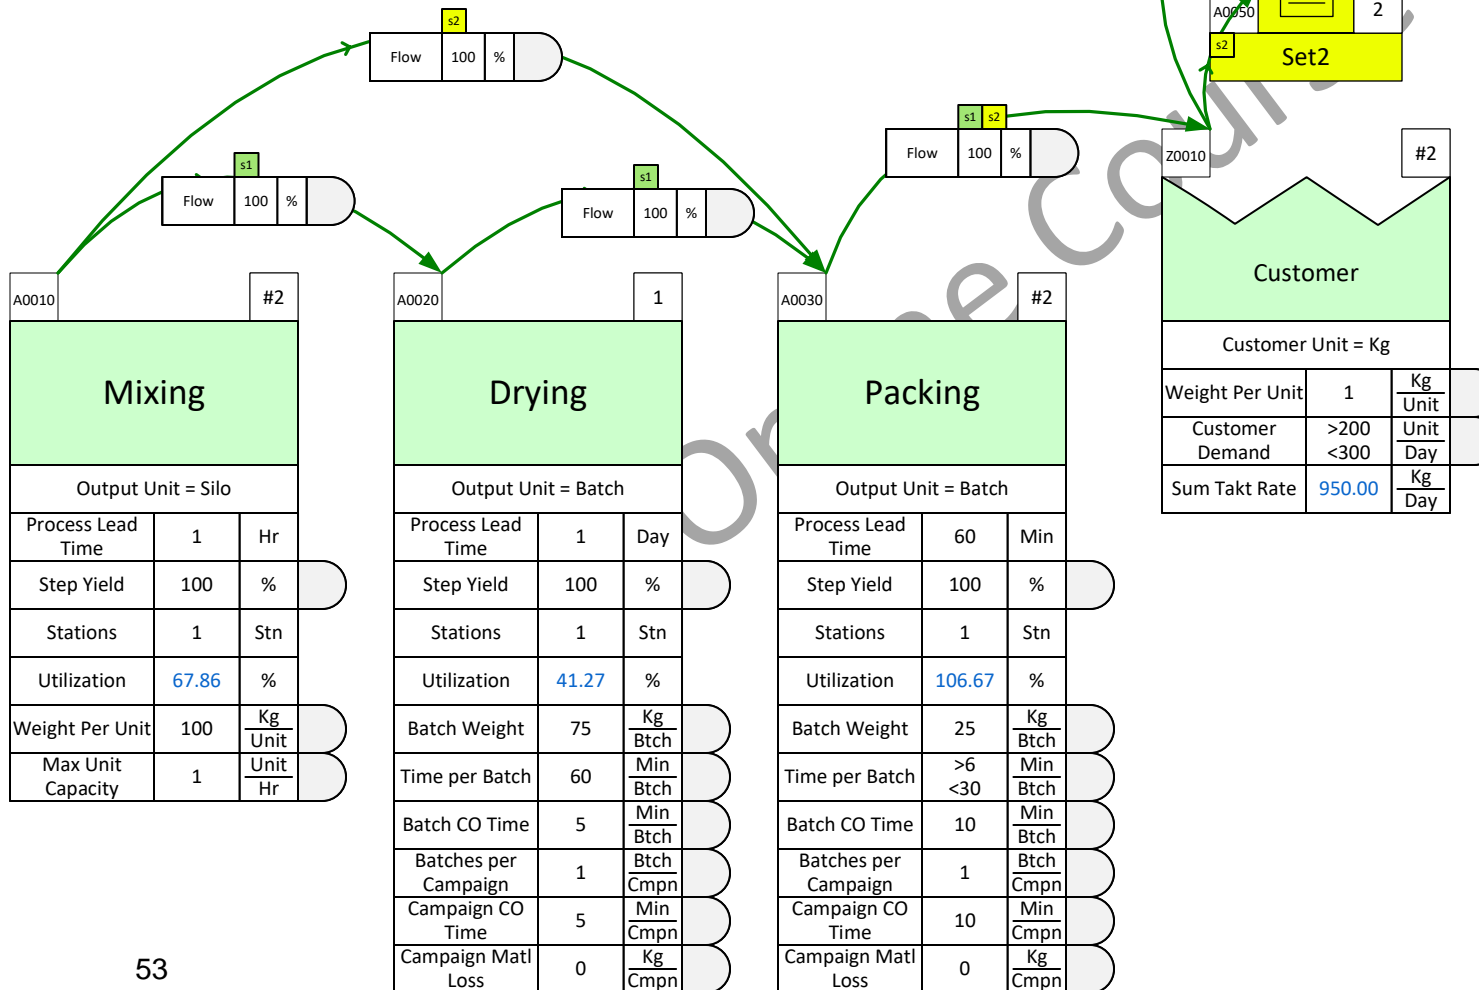 s2
Flow 100 %
A0050 2
s2
Set2
s1
Flow 100 %
s1
Flow 100 %
s1 s2
Flow 100 %
Z0010 #2
Customer
Customer Unit = Kg
Weight Per Unit 1 Kg
Unit
Customer
Demand >200
<300 Unit
Day
Sum Takt Rate 950.00 Kg
Day
A0010 #2
Mixing
Output Unit = Silo
Process Lead
Time 1 Hr
Step Yield 100 %
Stations 1 Stn
Utilization 67.86 %
Weight Per Unit 100 Kg
Unit
Max Unit
Capacity 1 Unit
Hr
A0020 1
Drying
Output Unit = Batch
Process Lead
Time 1 Day
Step Yield 100 %
Stations 1 Stn
Utilization 41.27 %
Batch Weight 75 Kg
Btch
Time per Batch 60 Min
Btch
Batch CO Time 5 Min
Btch
Batches per
Campaign 1 Btch
Cmpn
Campaign CO
Time 5 Min
Cmpn
Campaign Matl
Loss 0 Kg
Cmpn
A0030 #2
Packing
Output Unit = Batch
Process Lead
Time 60 Min
Step Yield 100 %
Stations 1 Stn
Utilization 106.67 %
Batch Weight 25 Kg
Btch
Time per Batch >6
<30 Min
Btch
Batch CO Time 10 Min
Btch
Batches per
Campaign 1 Btch
Cmpn
Campaign CO
Time 10 Min
Cmpn
Campaign Matl
Loss 0 Kg
Cmpn
53